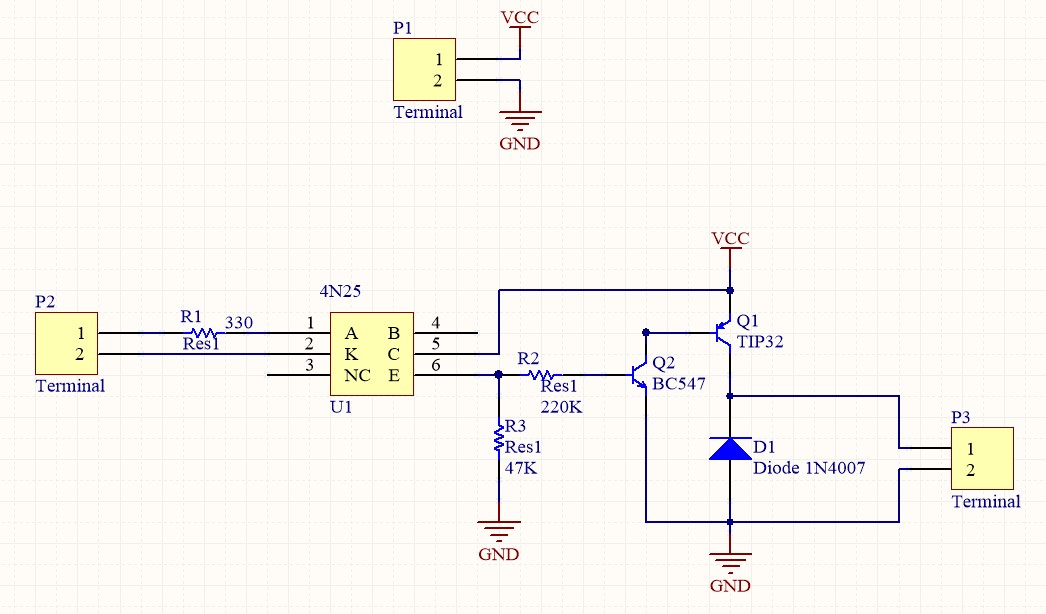 VCC
P1
1
2
Terminal
GND
VCC
4N25
P2
1
2
Terminal
R1
330
Res1
1
2
3
A
K
NC
B
C
E
4
5
6
U1
R2
Res1
220K
R3
Res1
47K
GND
Q2
BC547
Q1
TIP32
D1
Diode 1N4007
P3
1
2
Terminal
GND